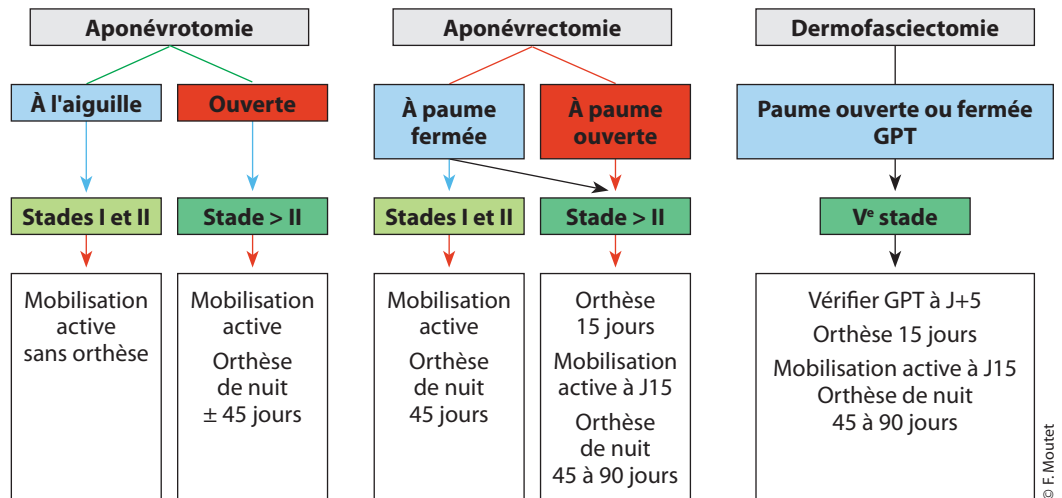 Aponévrotomie
À l'aiguille
Ouverte
Stades I et II
Stade > II
Mobilisation
active
sans orthèse
Mobilisation
active
Orthèse
de nuit
± 45 jours
Aponévrectomie
À paume
fermée
À paume
ouverte
Stades I et II
Stade > II
Mobilisation
active
Orthèse
de nuit
45 jours
Orthèse
15 jours
Mobilisation
active à J15
Orthèse
de nuit
45 à 90 jours
Dermofasciectomie
Paume ouverte ou fermée
GPT
Ve stade
Vérifier GPT à J+5
Orthèse 15 jours
Mobilisation active à J15
Orthèse de nuit
45 à 90 jours
© F. Moutet